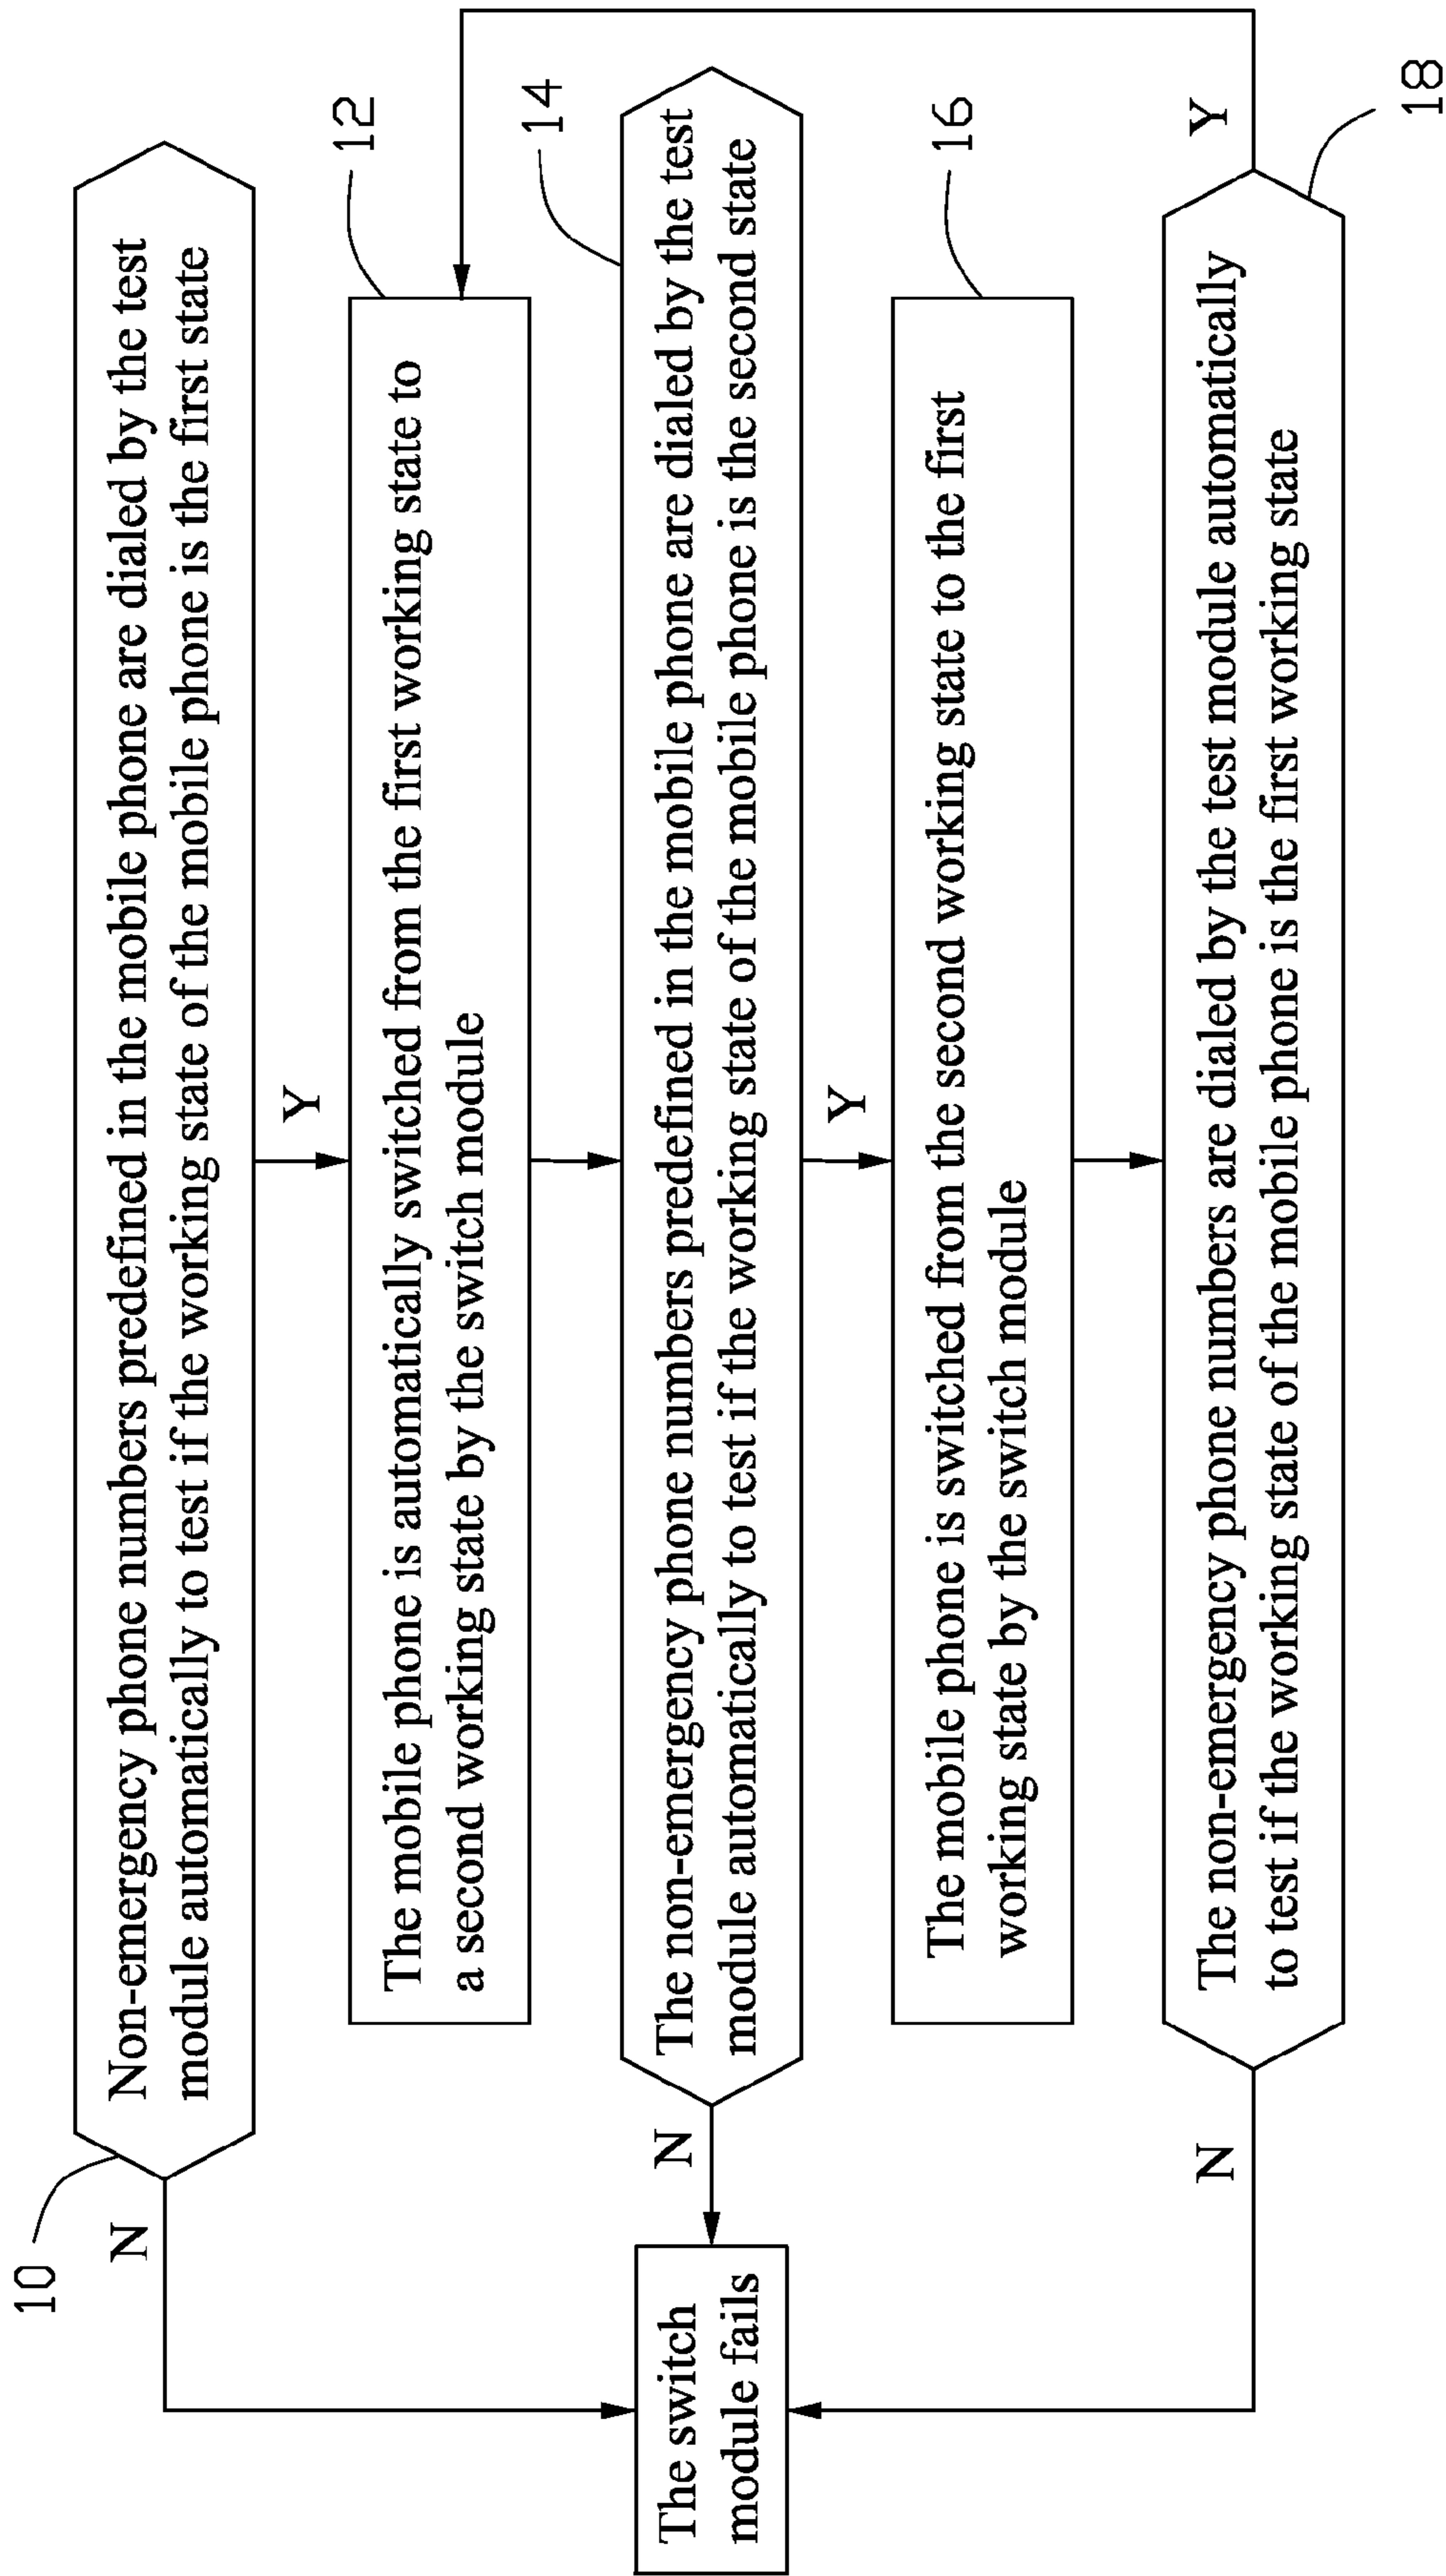 10
Non-emergency phone numbers predefined in the mobile phone are dialed by the test
module automatically to test if the working state of the mobile phone is the first state
N
Y
12
The mobile phone is automatically switched from the first working state to
a second working state by the switch module
14
The non-emergency phone numbers predefined in the mobile phone are dialed by the test
module automatically to test if the working state of the mobile phone is the second state
N
The switch
module fails
Y
16
The mobile phone is switched from the second working state to the first
working state by the switch module
The non-emergency phone numbers are dialed by the test module automatically
to test if the working state of the mobile phone is the first working state
N
Y
18